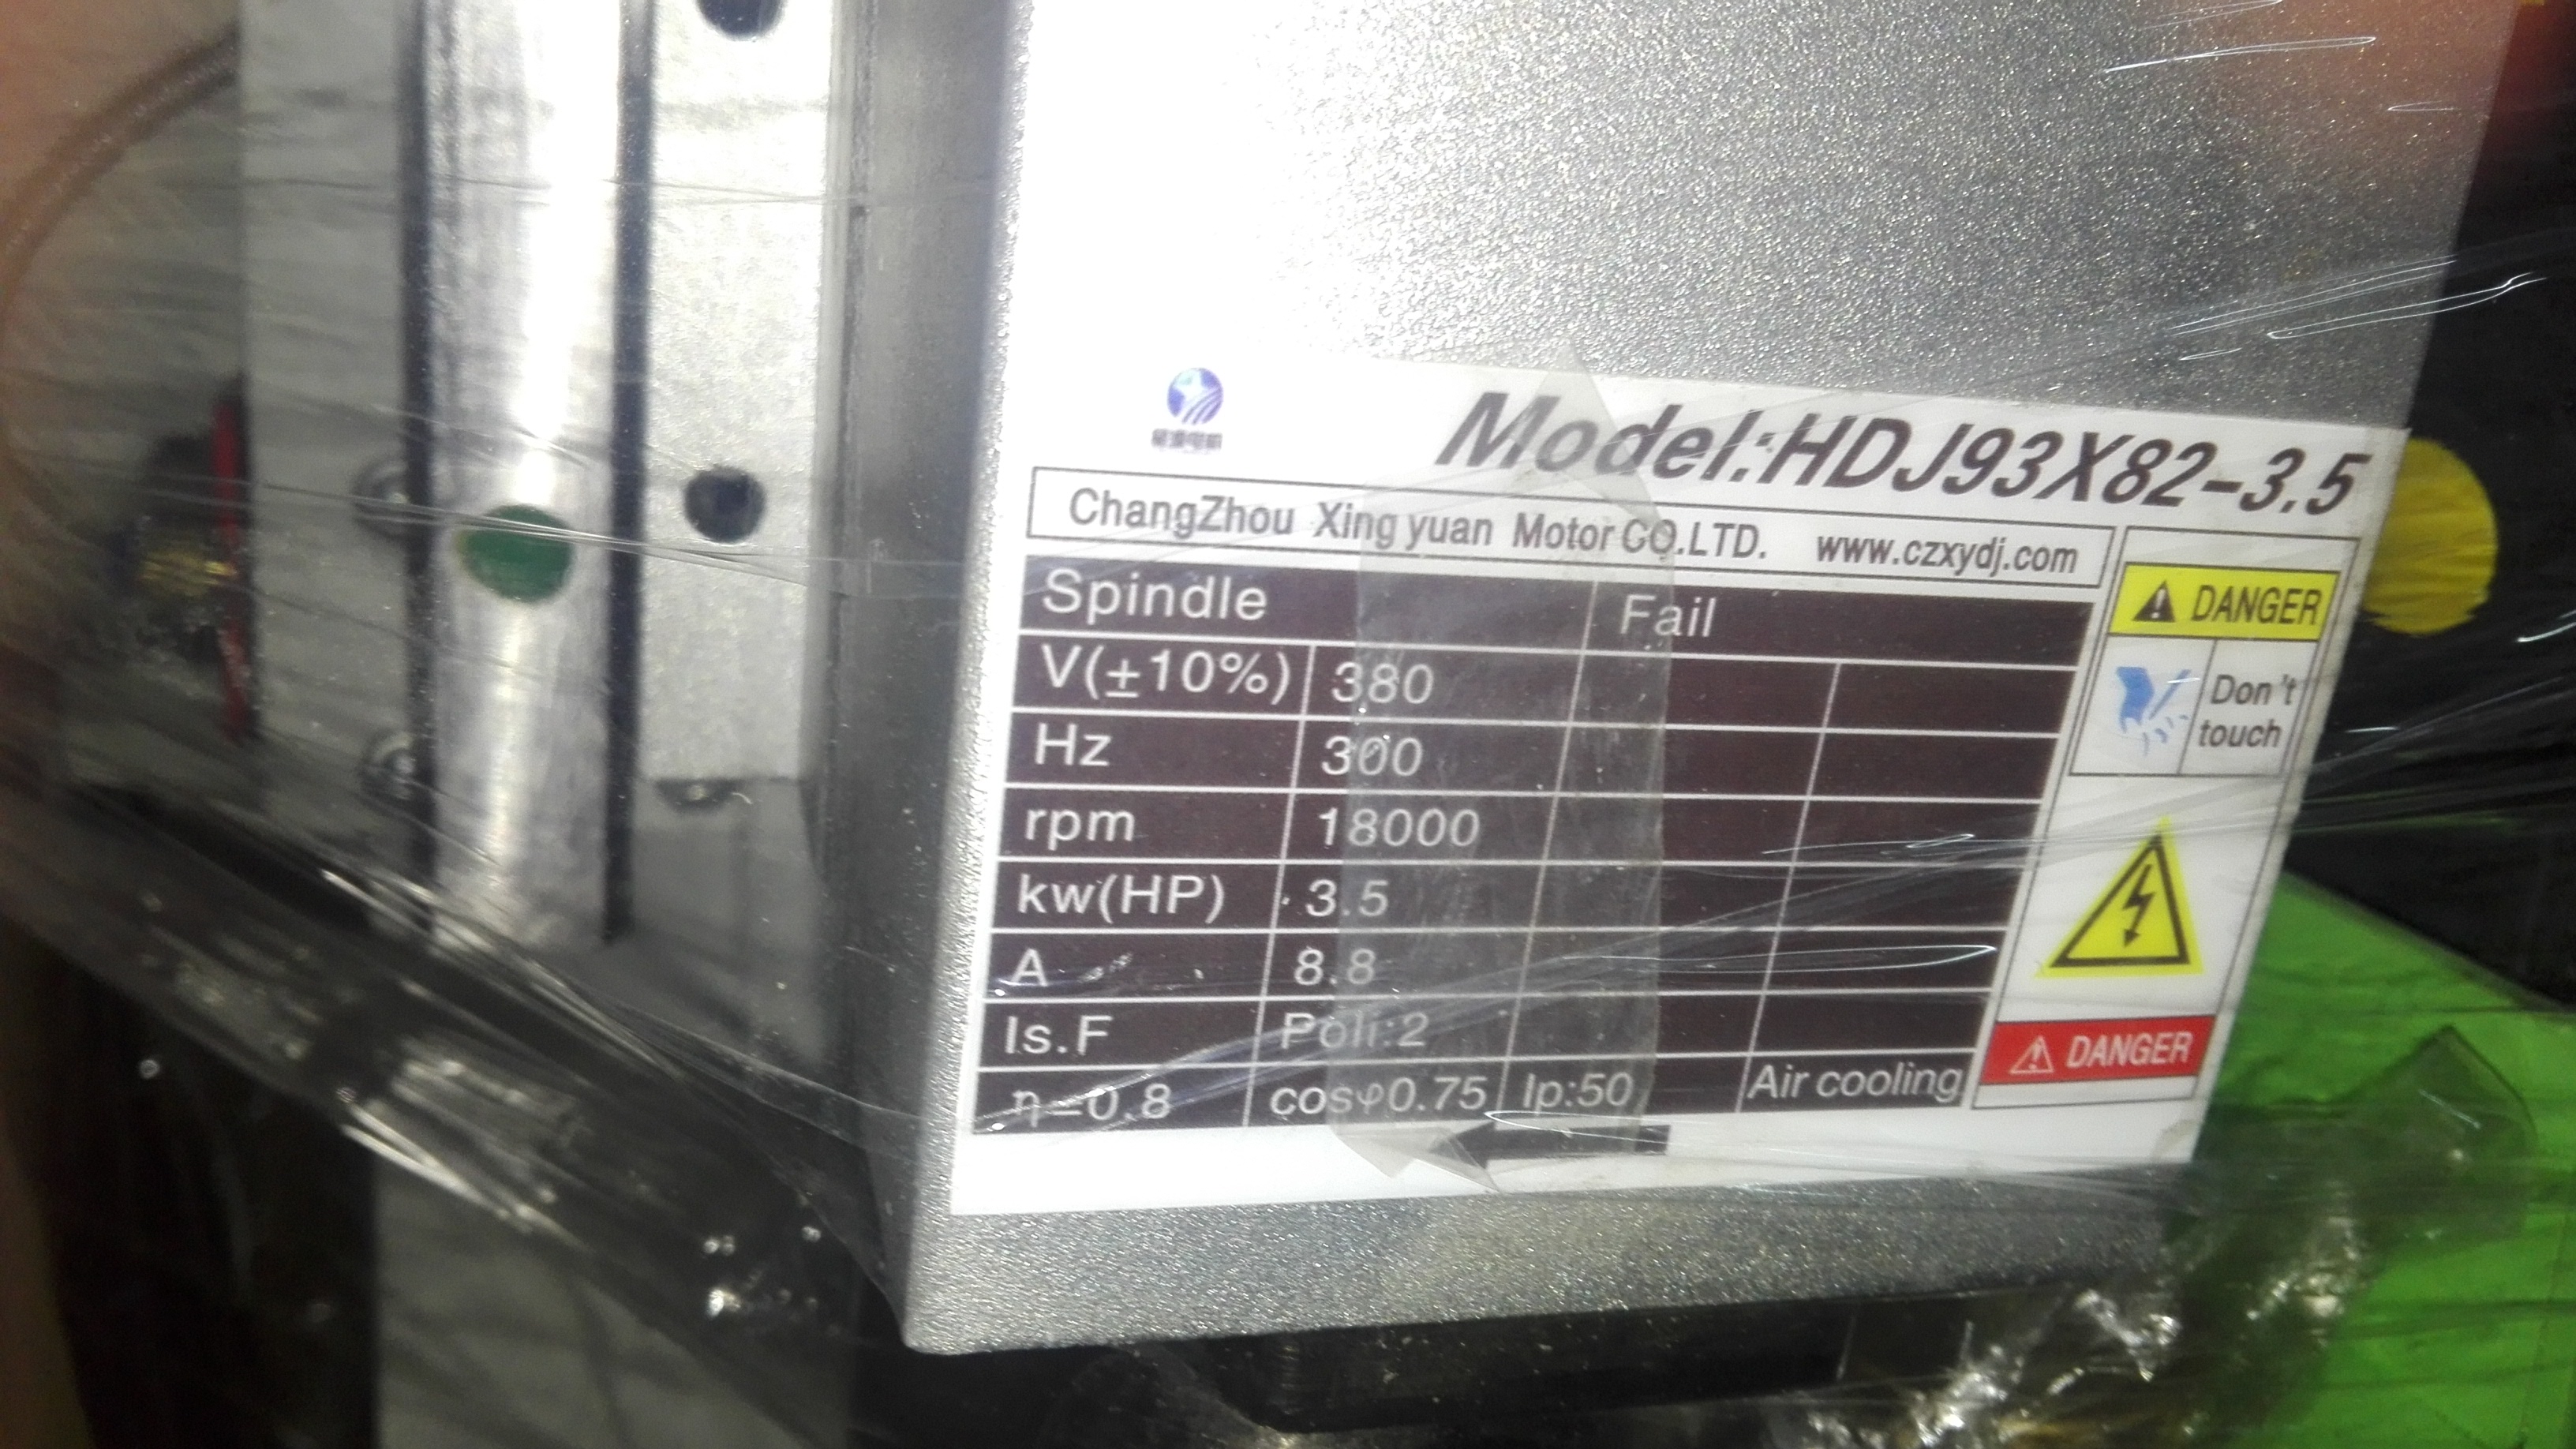 Model:HDJ93X82-3.5
ChangZhou Xing yuan Motor CO.LTD. www.czxydj.com
Spindle Fail
V(±10%) 380
Hz 300
rpm 18000
kw(HP) 3.5
A 8.8
Is.F Poli:2
η=0.8 cosφ0.75 Ip:50 Air cooling
DANGER
Don't
touch
DANGER